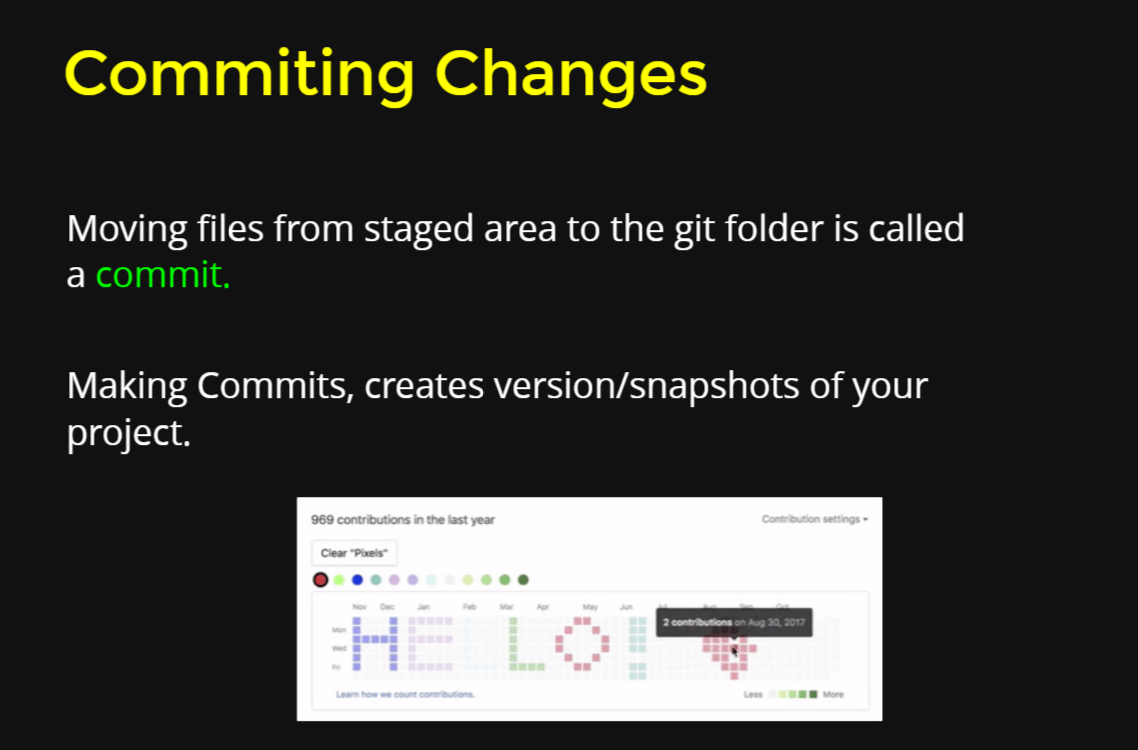 Commiting Changes
Moving files from staged area to the git folder is called
a commit.
Making Commits, creates version/snapshots of your
project.
969 contributions in the last year
Contribution settings
Clear "Pixels"
Nov Dec Jan Feb Mar Apr May Jun Jul Aug Sep Oct
2 contributions on Aug 30, 2017
Mon
Wed
Fri
HELLO!
Learn how we count contributions.
Less More